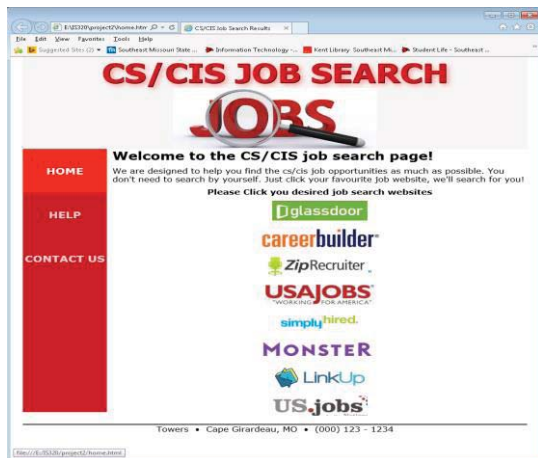 E:\IS320\project2\home.htm
CS/CIS Job Search Results
File Edit View Favorites Tools Help
Suggested Sites (2) Southeast Missouri State ... Information Technology -... Kent Library Southeast Mi... Student Life - Southeast ...
CS/CIS JOB SEARCH
JOBS
HOME
HELP
CONTACT US
Welcome to the CS/CIS job search page!
We are designed to help you find the cs/cis job opportunities as much as possible. You
don't need to search by yourself. Just click your favourite job website, we'll search for you!
Please Click you desired job search websites
glassdoor
careerbuilder
ZipRecruiter
USAJOBS
"WORKING FOR AMERICA"
simplyhired.
MONSTER
LinkUp
US.jobs
Towers • Cape Girardeau, MO • (000) 123 - 1234
file:///E:/IS320/project2/home.html